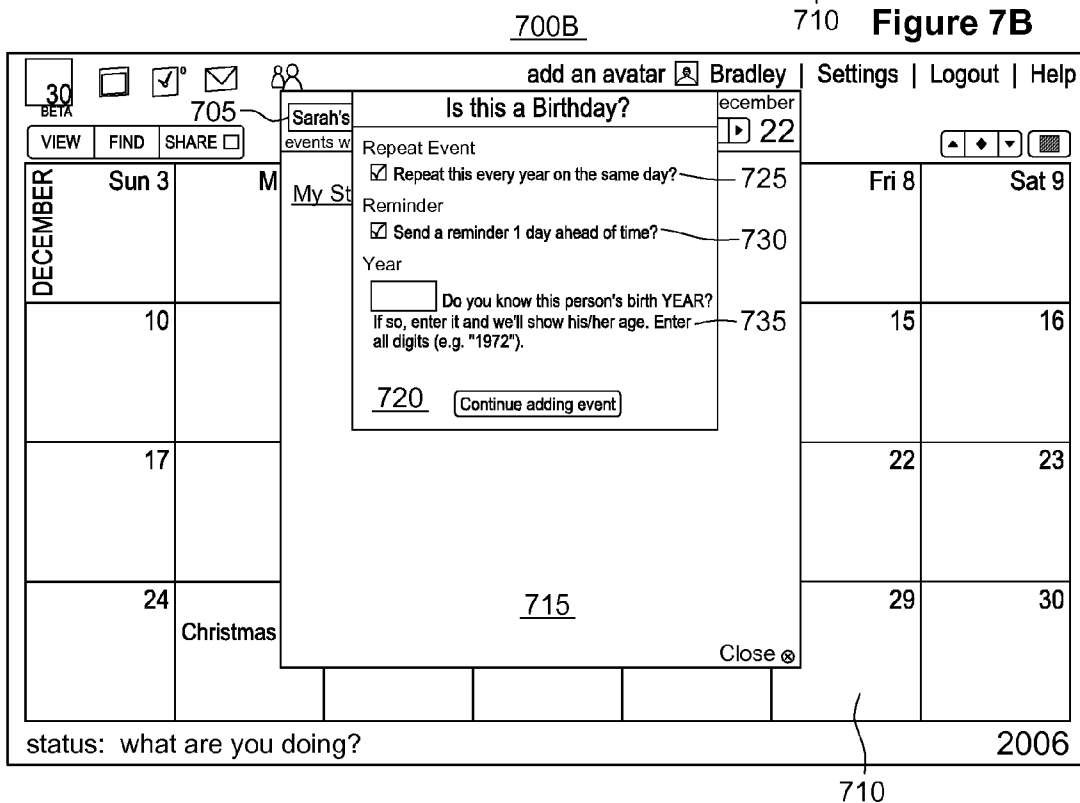 700B
710 Figure 7B
30
BETA
add an avatar Bradley | Settings | Logout | Help
VIEW FIND SHARE
705
Sarah's
events w
ecember
22
Is this a Birthday?
Repeat Event
Repeat this every year on the same day?
725
Reminder
Send a reminder 1 day ahead of time?
730
Year
Do you know this person's birth YEAR?
If so, enter it and we'll show his/her age. Enter
all digits (e.g. "1972").
735
720
Continue adding event
My St
DECEMBER
Sun 3 M Fri 8 Sat 9
10 15 16
17 22 23
24 29 30
Christmas
715
Close
status: what are you doing? 2006
710